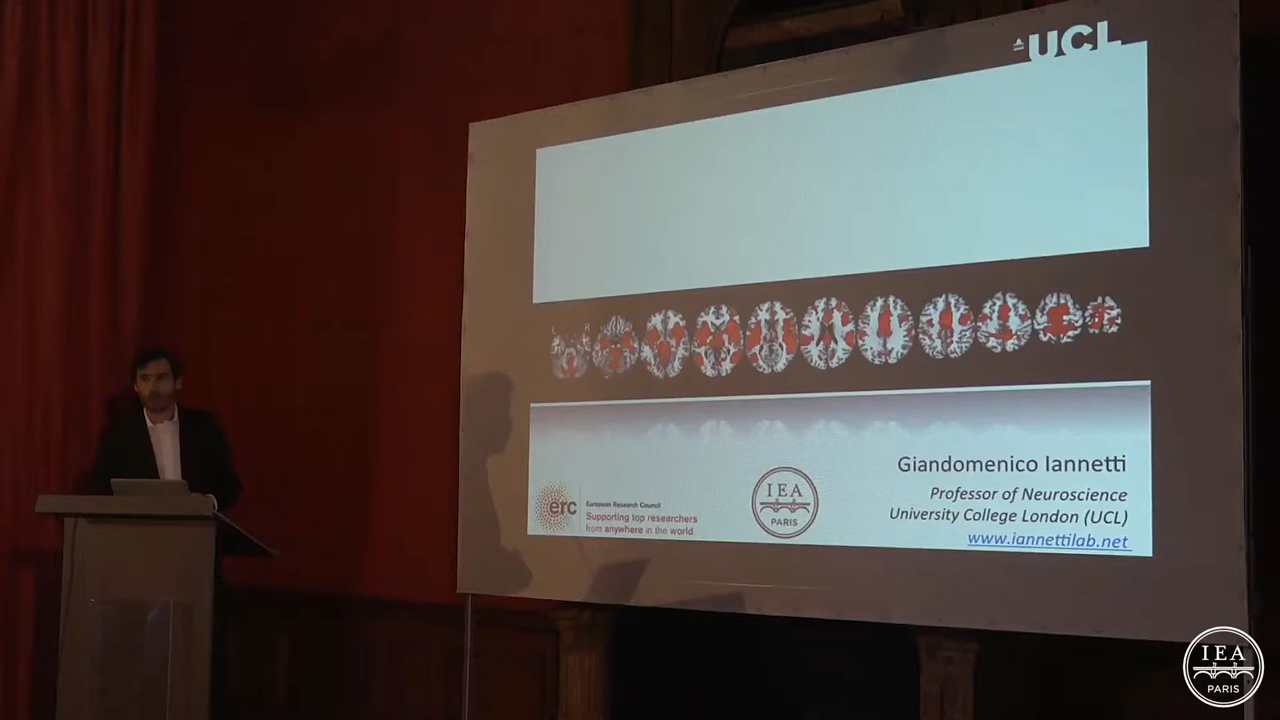 UCL
L R
Giandomenico Iannetti
Professor of Neuroscience
University College London (UCL)
www.iannettilab.net
erc
European Research Council
Supporting top researchers
from anywhere in the world
IEA
PARIS
IEA
PARIS